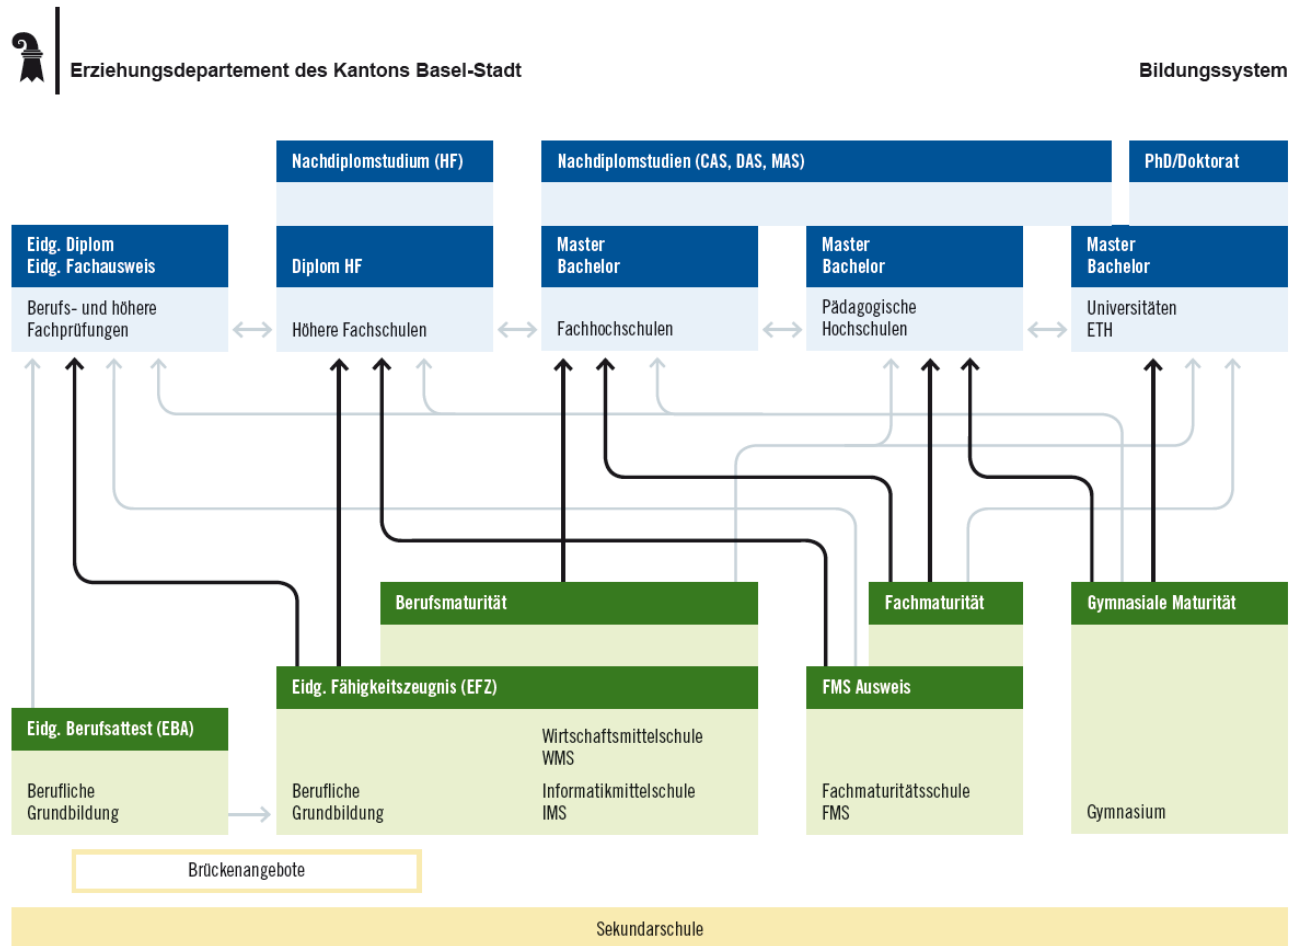 Erziehungsdepartement des Kantons Basel-Stadt
Bildungssystem
Nachdiplomstudium (HF)
Nachdiplomstudien (CAS, DAS, MAS)
PhD/Doktorat
Eidg. Diplom
Eidg. Fachausweis
Diplom HF
Master
Bachelor
Master
Bachelor
Master
Bachelor
Berufs- und höhere
Fachprüfungen
Höhere Fachschulen
Fachhochschulen
Pädagogische
Hochschulen
Universitäten
ETH
Berufsmaturität
Fachmaturität
Gymnasiale Maturität
Eidg. Fähigkeitszeugnis (EFZ)
FMS Ausweis
Eidg. Berufsattest (EBA)
Berufliche
Grundbildung
Berufliche
Grundbildung
Wirtschaftsmittelschule
WMS
Informatikmittelschule
IMS
Fachmaturitätsschule
FMS
Gymnasium
Brückenangebote
Sekundarschule